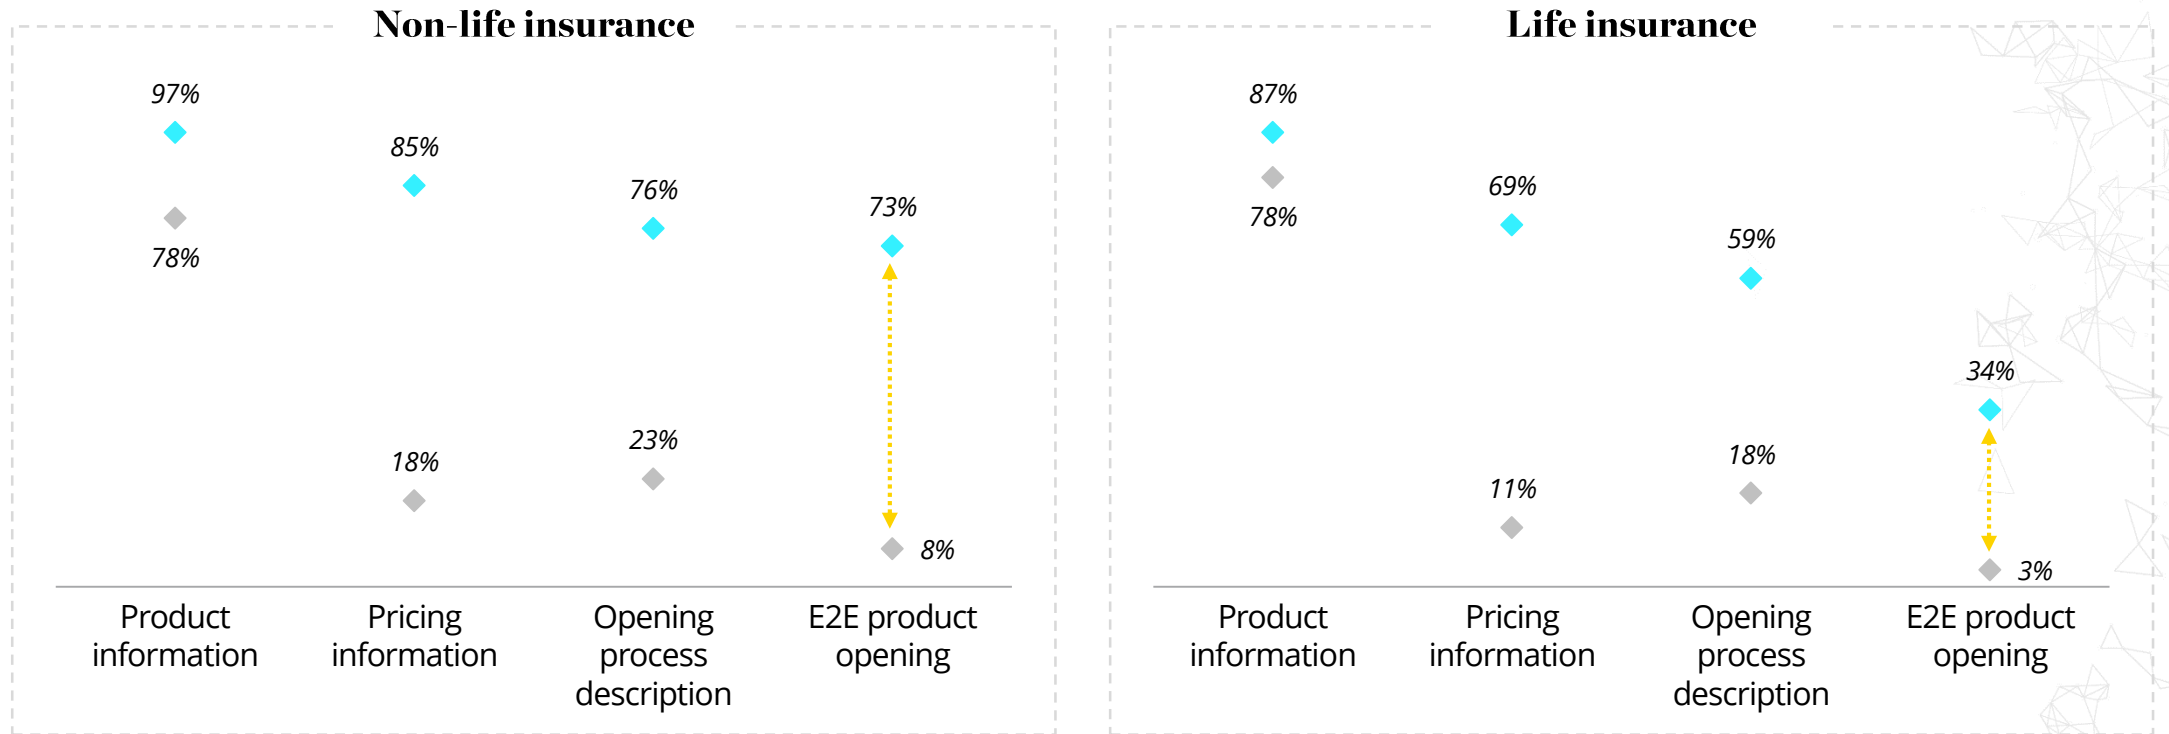 Non-life insurance
97%
85%
76%
73%
78%
23%
18%
8%
Product
information
Pricing
information
Opening
process
description
E2E product
opening
Life insurance
87%
78%
69%
59%
34%
18%
11%
3%
Product
information
Pricing
information
Opening
process
description
E2E product
opening